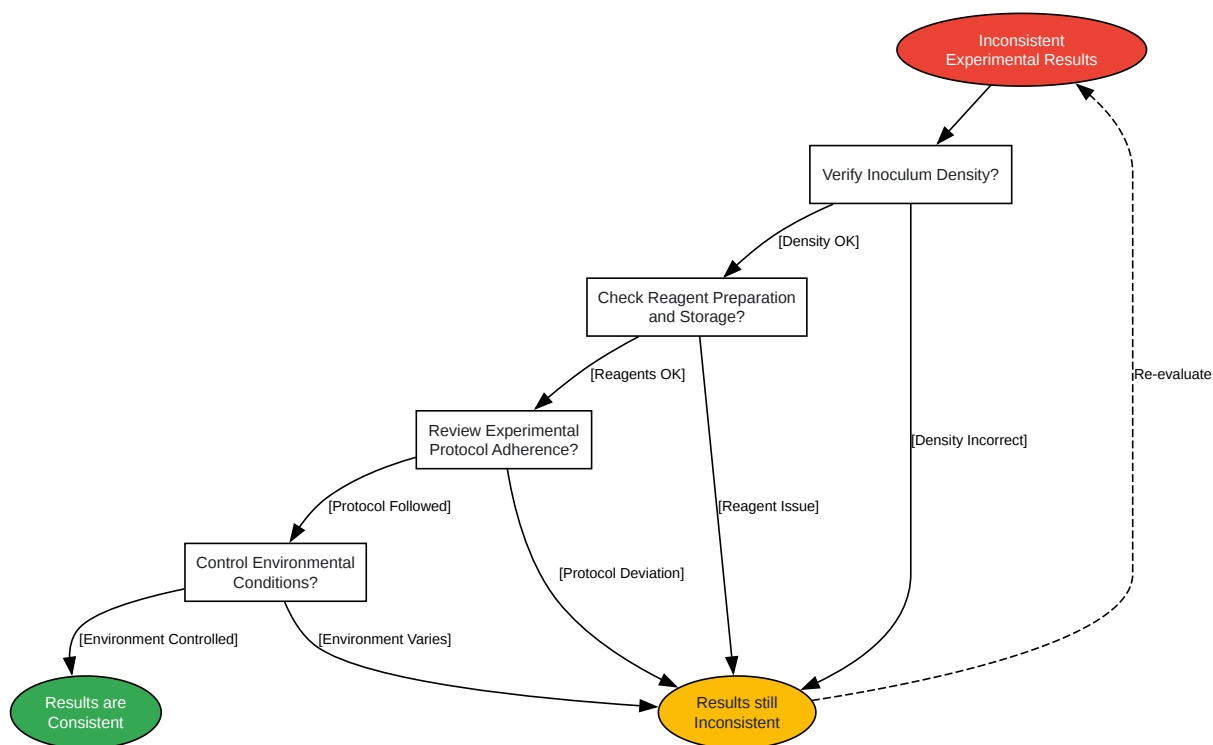 Inconsistent
Experimental Results
Verify Inoculum Density?
[Density OK]
Check Reagent Preparation
and Storage?
[Reagents OK]
Re-evaluate
Review Experimental
Protocol Adherence?
[Density Incorrect]
[Protocol Followed]
[Reagent Issue]
Control Environmental
Conditions?
[Protocol Deviation]
[Environment Controlled]
[Environment Varies]
Results are
Consistent
Results still
Inconsistent